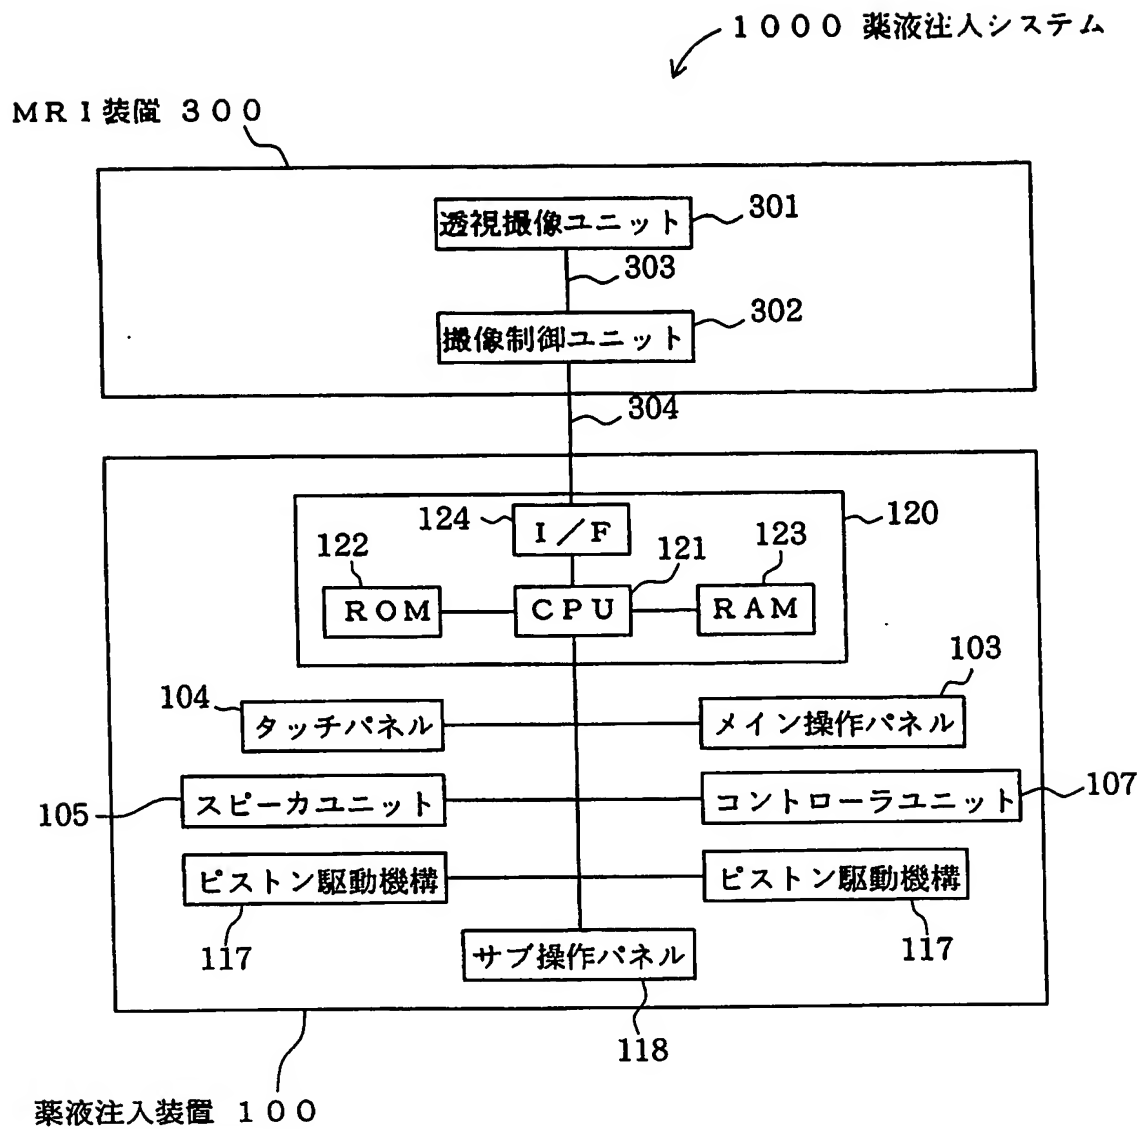 1000 薬液注入システム
MRI装置 300
透視撮像ユニット
301
303
撮像制御ユニット
302
304
124
I/F
120
122
121
123
ROM
CPU
RAM
104
タッチパネル
103
メイン操作パネル
105
スピーカユニット
コントローラユニット
107
ピストン駆動機構
ピストン駆動機構
117
117
サブ操作パネル
118
薬液注入装置 100